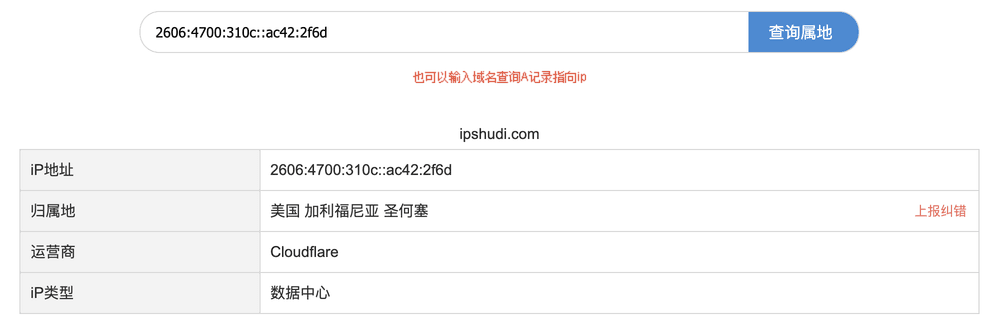 2606:4700:310c::ac42:2f6d 查询属地
也可以输入域名查询A记录指向ip
ipshudi.com
iP地址 2606:4700:310c::ac42:2f6d
归属地 美国 加利福尼亚 圣何塞 上报纠错
运营商 Cloudflare
iP类型 数据中心